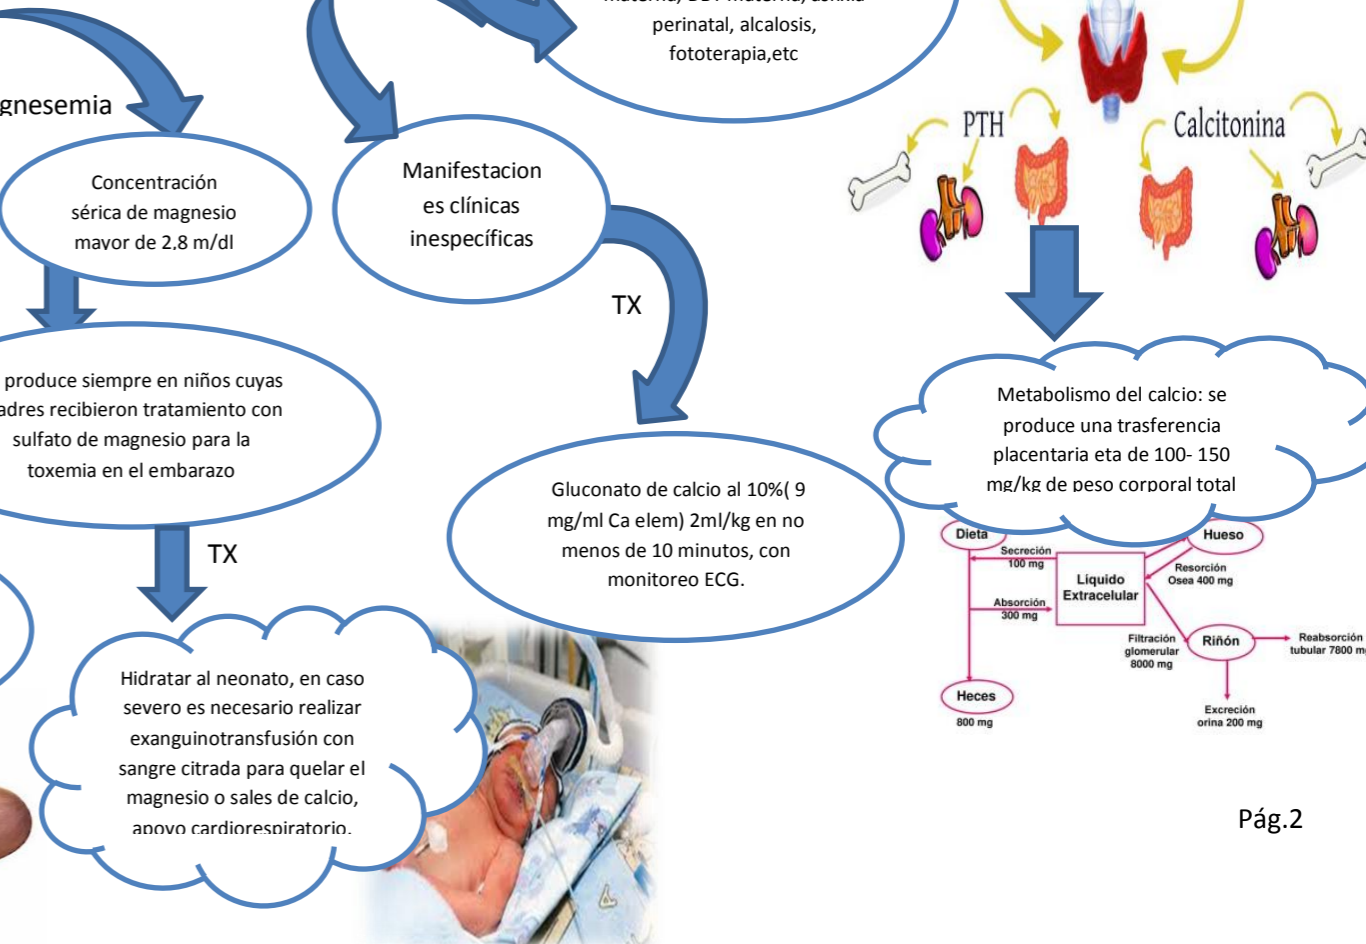 perinatal, alcalosis,
fototerapia,etc
PTH
Calcitonina
Concentración
sérica de magnesio
mayor de 2.8 m/dl
Manifestacion
es clínicas
inespecíficas
TX
produce siempre en niños cuyas
recibieron tratamiento con
sulfato de magnesio para la
toxemia en el embarazo
TX
Gluconato de calcio al 10%( 9
mg/ml Ca elem) 2ml/kg en no
menos de 10 minutos, con
monitoreo ECG.
Metabolismo del calcio: se
produce una trasferencia
placentaria eta de 100- 150
mg/kg de peso corporal total
Dieta
Secreción
100 mg
Absorción
300 mg
Liquido
Extracelular
Hueso
Resorción
Osea 400 mg
Filtración
glomerular
8000 mg
Riñón
Reabsorción
tubular 7800
Excreción
orina 200 mg
Heces
800 mg
Hidratar al neonato, en caso
severo es necesario realizar
exanguinotransfusión con
sangre citrada para quelar el
magnesio o sales de calcio,
apoyo cardiorespiratorio.
Pág.2